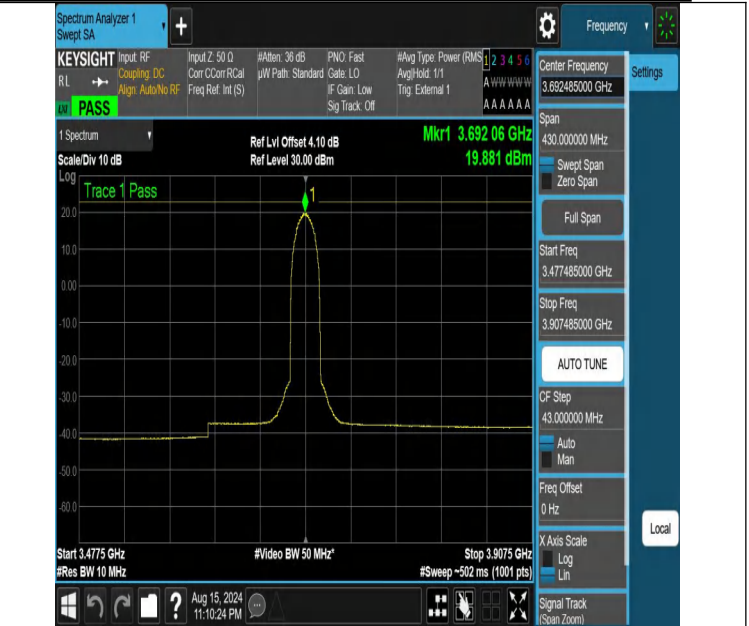 Spectrum Analyzer 1
Swept SA
+
Frequency
KEYSIGHT
RL
LXI
PASS
Input: RF
Coupling: DC
Align: Auto/No RF
Input Z: 50 Ω
Corr CCorr RCal
Freq Ref: Int (S)
#Atten: 36 dB
µW Path: Standard
PNO: Fast
Gate: LO
IF Gain: Low
Sig Track: Off
#Avg Type: Power (RMS
Avg|Hold: 1/1
Trig: External 1
1 2 3 4 5 6
A W W W W W
A A A A A A
1 Spectrum
Scale/Div 10 dB
Log
Ref Lvl Offset 4.10 dB
Ref Level 30.00 dBm
Mkr1 3.692 06 GHz
19.881 dBm
Trace 1 Pass
1
20.0
10.0
0.00
-10.0
-20.0
-30.0
-40.0
-50.0
-60.0
Start 3.4775 GHz
#Res BW 10 MHz
#Video BW 50 MHz*
Stop 3.9075 GHz
#Sweep ~502 ms (1001 pts)
Center Frequency
3.692485000 GHz
Settings
Span
430.000000 MHz
Swept Span
Zero Span
Full Span
Start Freq
3.477485000 GHz
Stop Freq
3.907485000 GHz
AUTO TUNE
CF Step
43.000000 MHz
Auto
Man
Freq Offset
0 Hz
X Axis Scale
Log
Lin
Local
Signal Track
(Span Zoom)
?
Aug 15, 2024
11:10:24 PM